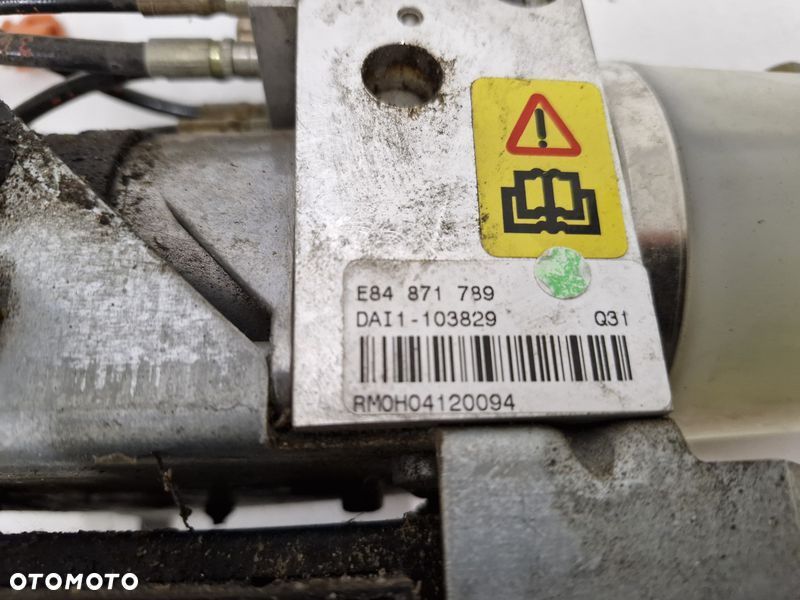 E84 871 789
DAI1-103829 Q31
RM0H04120094
OTOMOTO